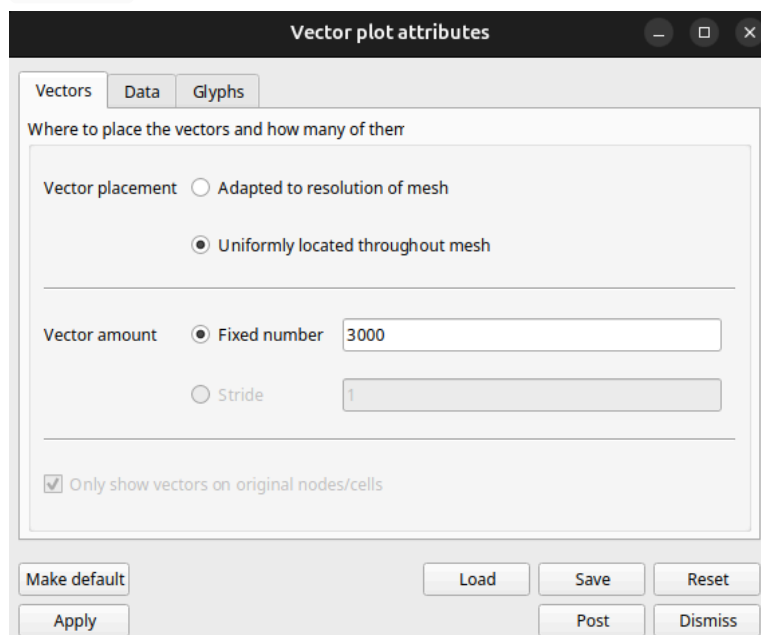 Vector plot attributes
Vectors Data Glyphs
Where to place the vectors and how many of them
Vector placement Adapted to resolution of mesh
Uniformly located throughout mesh
Vector amount Fixed number 3000
Stride 1
Only show vectors on original nodes/cells
Make default Load Save Reset
Apply Post Dismiss